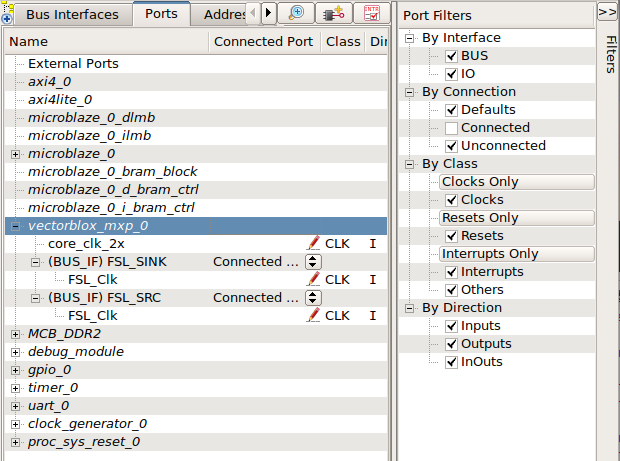 Bus Interfaces Ports Addres
Name Connected Port Class Di
External Ports
axi4_0
axi4lite_0
microblaze_0_dlmb
microblaze_0_ilmb
microblaze_0
microblaze_0_bram_block
microblaze_0_d_bram_ctrl
microblaze_0_i_bram_ctrl
vectorblox_mxp_0
core_clk_2x CLK I
(BUS_IF) FSL_SINK Connected ...
FSL_Clk CLK I
(BUS_IF) FSL_SRC Connected ...
FSL_Clk CLK I
MCB_DDR2
debug_module
gpio_0
timer_0
uart_0
clock_generator_0
proc_sys_reset_0
Port Filters
By Interface
BUS
IO
By Connection
Defaults
Connected
Unconnected
By Class
Clocks Only
Clocks
Resets Only
Resets
Interrupts Only
Interrupts
Others
By Direction
Inputs
Outputs
InOuts
>>
Filters